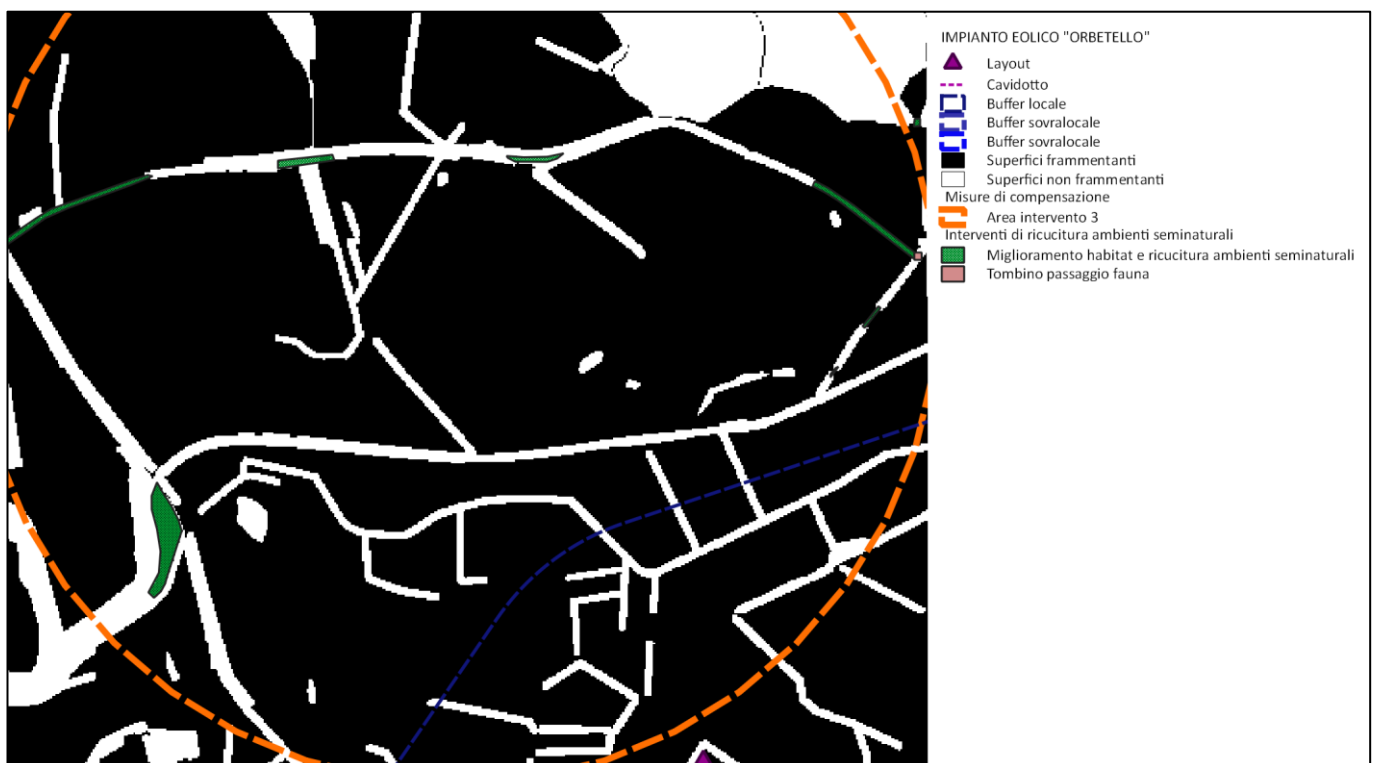 IMPIANTO EOLICO "ORBETELLO"
Layout
Cavidotto
Buffer locale
Buffer sovralocale
Buffer sovralocale
Superfici frammentanti
Superfici non frammentanti
Misure di compensazione
Area intervento 3
Interventi di ricucitura ambienti seminaturali
Miglioramento habitat e ricucitura ambienti seminaturali
Tombino passaggio fauna